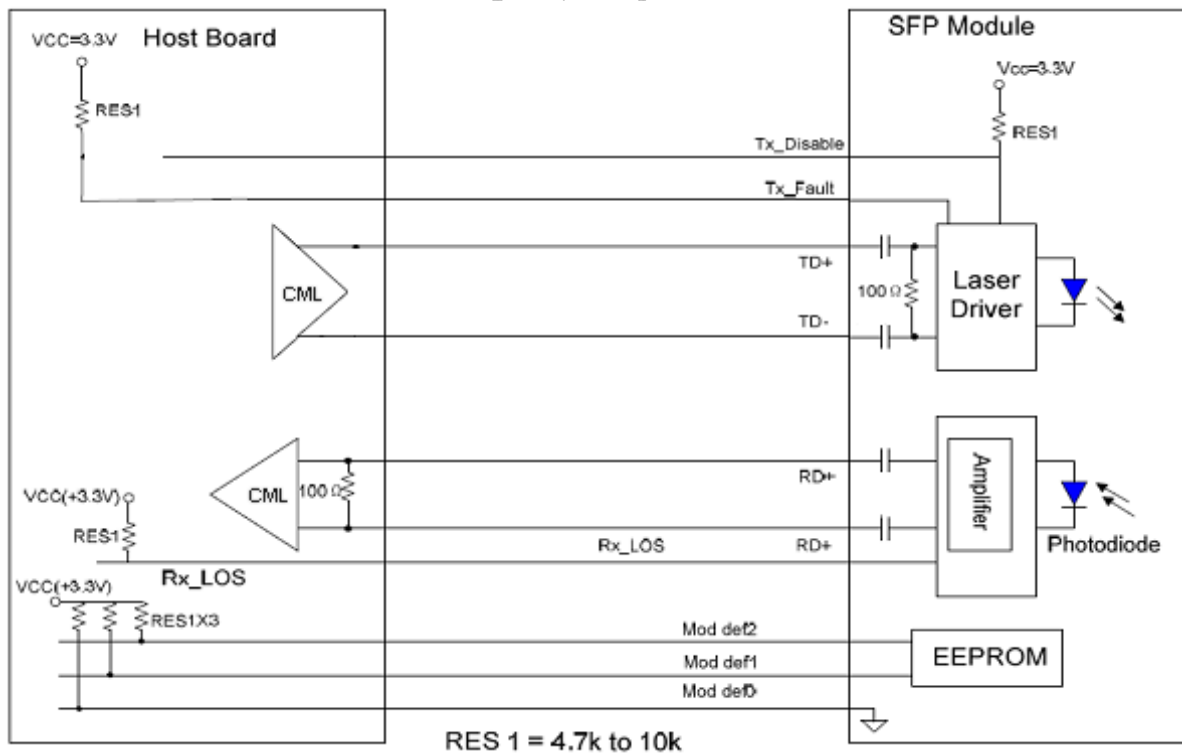 Host Board
VCC=3.3V
RES1
SFP Module
Vcc=3.3V
RES1
Tx_Disable
Tx_Fault
CML
TD+
TD-
100 Ω
Laser
Driver
CML
100 Ω
RD+
RD+
Amplifier
Photodiode
VCC(+3.3V)
RES1
Rx_LOS
Rx_LOS
VCC(+3.3V)
RES1X3
Mod def2
Mod def1
Mod def0
EEPROM
RES 1 = 4.7k to 10k